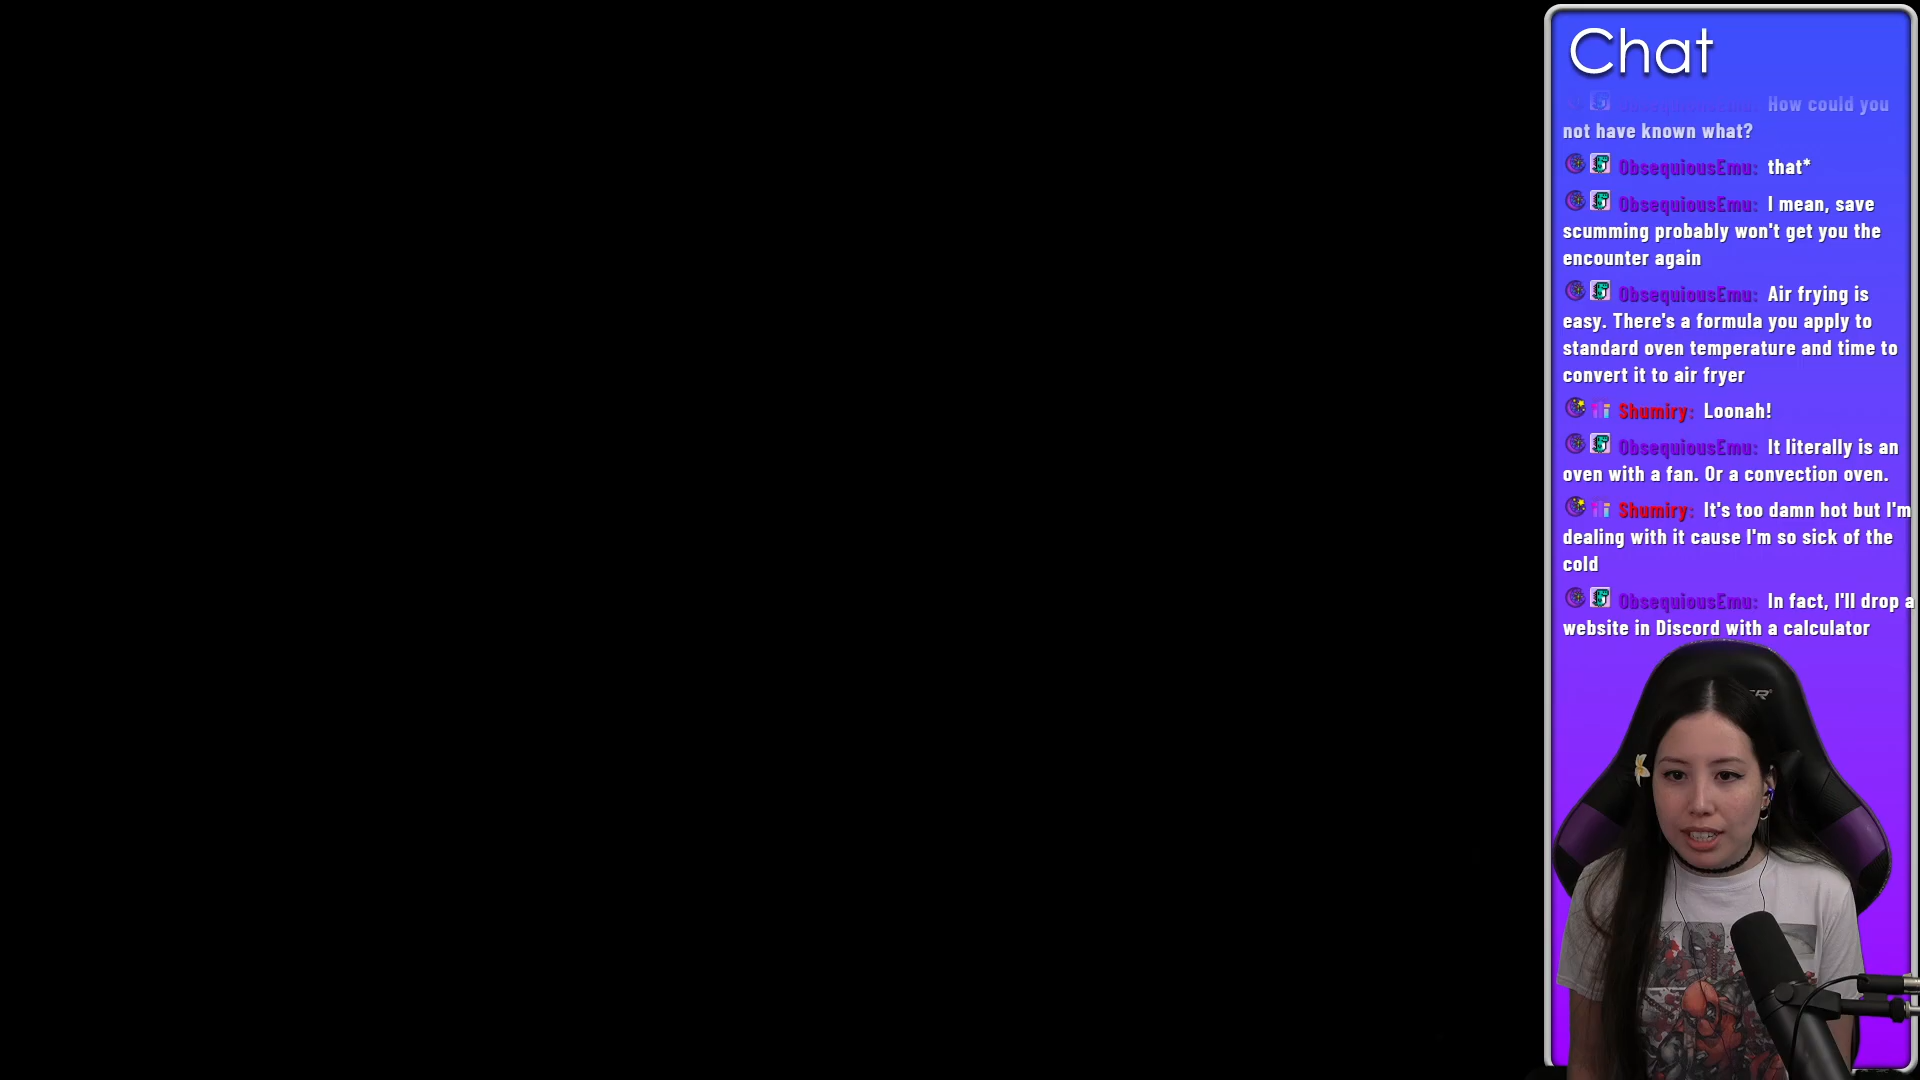 Chat
How could you
not have known what?
ObsequiousEmu: that*
ObsequiousEmu: I mean, save
scumming probably won't get you the
encounter again
ObsequiousEmu: Air frying is
easy. There's a formula you apply to
standard oven temperature and time to
convert it to air fryer
Shumiry: Loonah!
ObsequiousEmu: It literally is an
oven with a fan. Or a convection oven.
Shumiry: It's too damn hot but I'm
dealing with it cause I'm so sick of the
cold
ObsequiousEmu: In fact, I'll drop a
website in Discord with a calculator